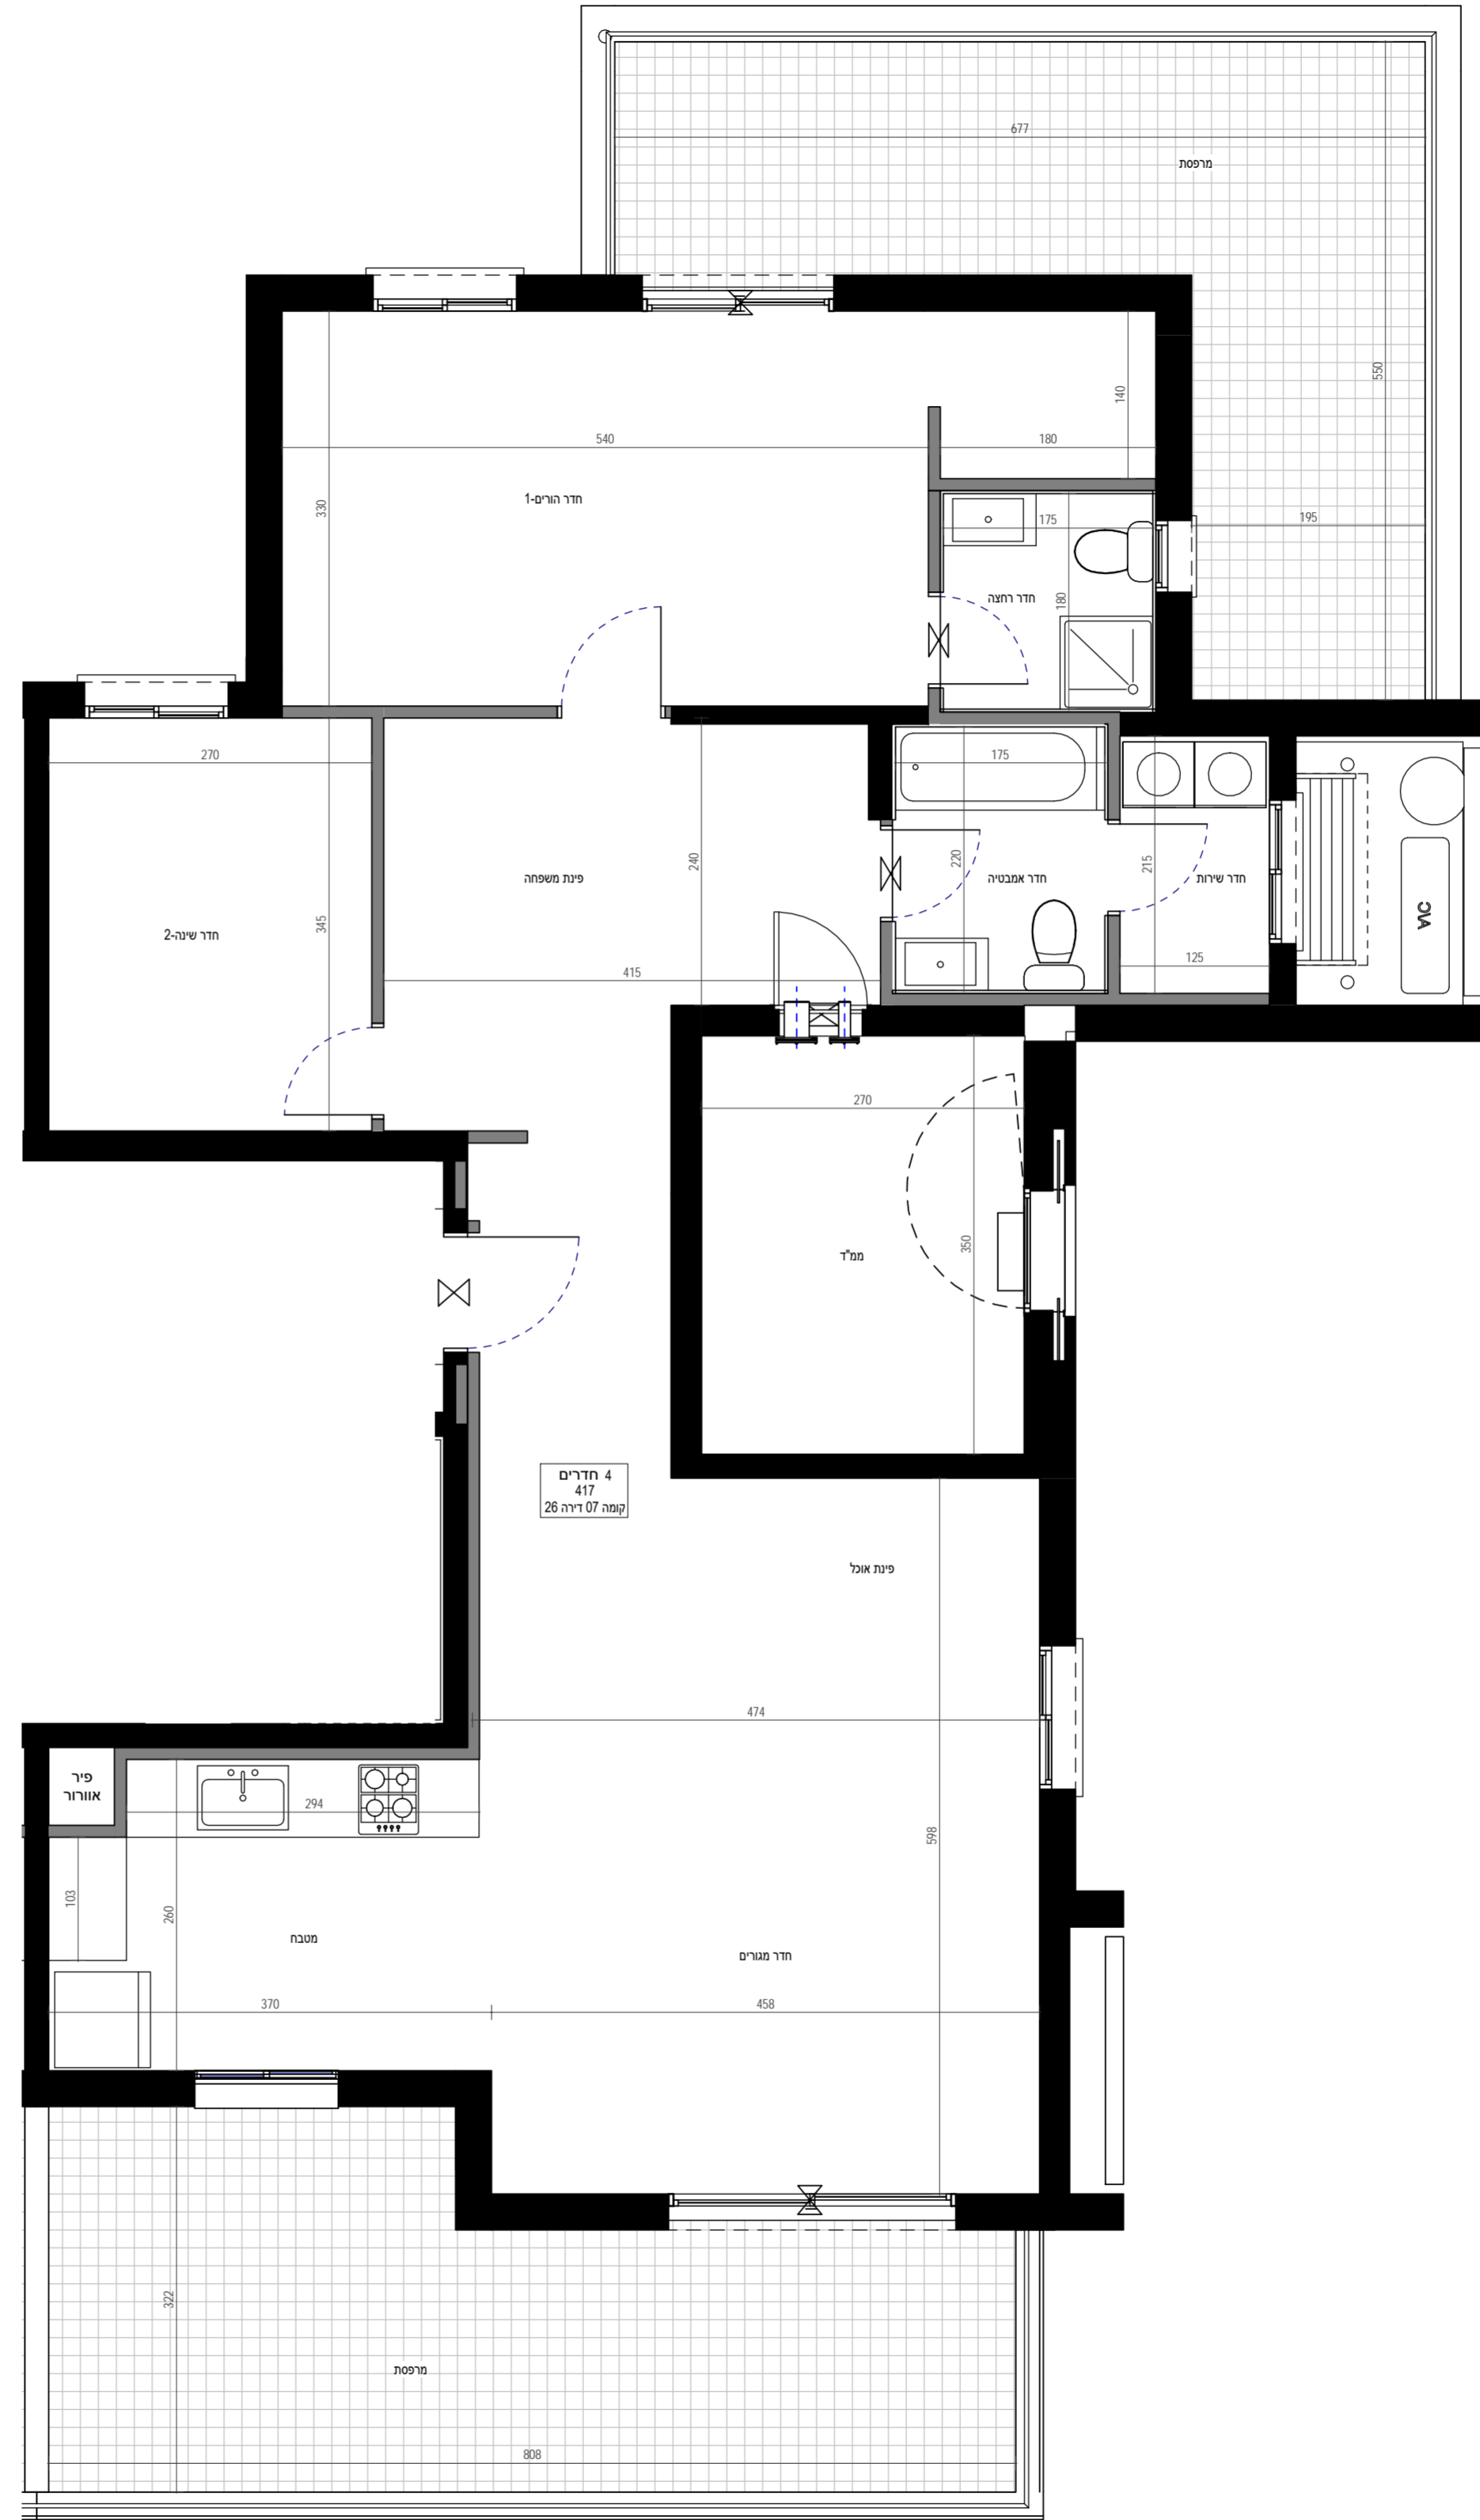 677
מרפסת
550
140
540
180
330
חדר הורים-1
175
195
חדר רחצה
180
270
175
240
220
215
פינת משפחה
חדר אמבטיה
חדר שירות
A\C
345
חדר שינה-2
415
125
270
350
ממ"ד
4 חדרים
417
קומה 07 דירה 26
פינת אוכל
474
פיר
אוורור
294
598
103
260
מטבח
חדר מגורים
370
458
322
מרפסת
808